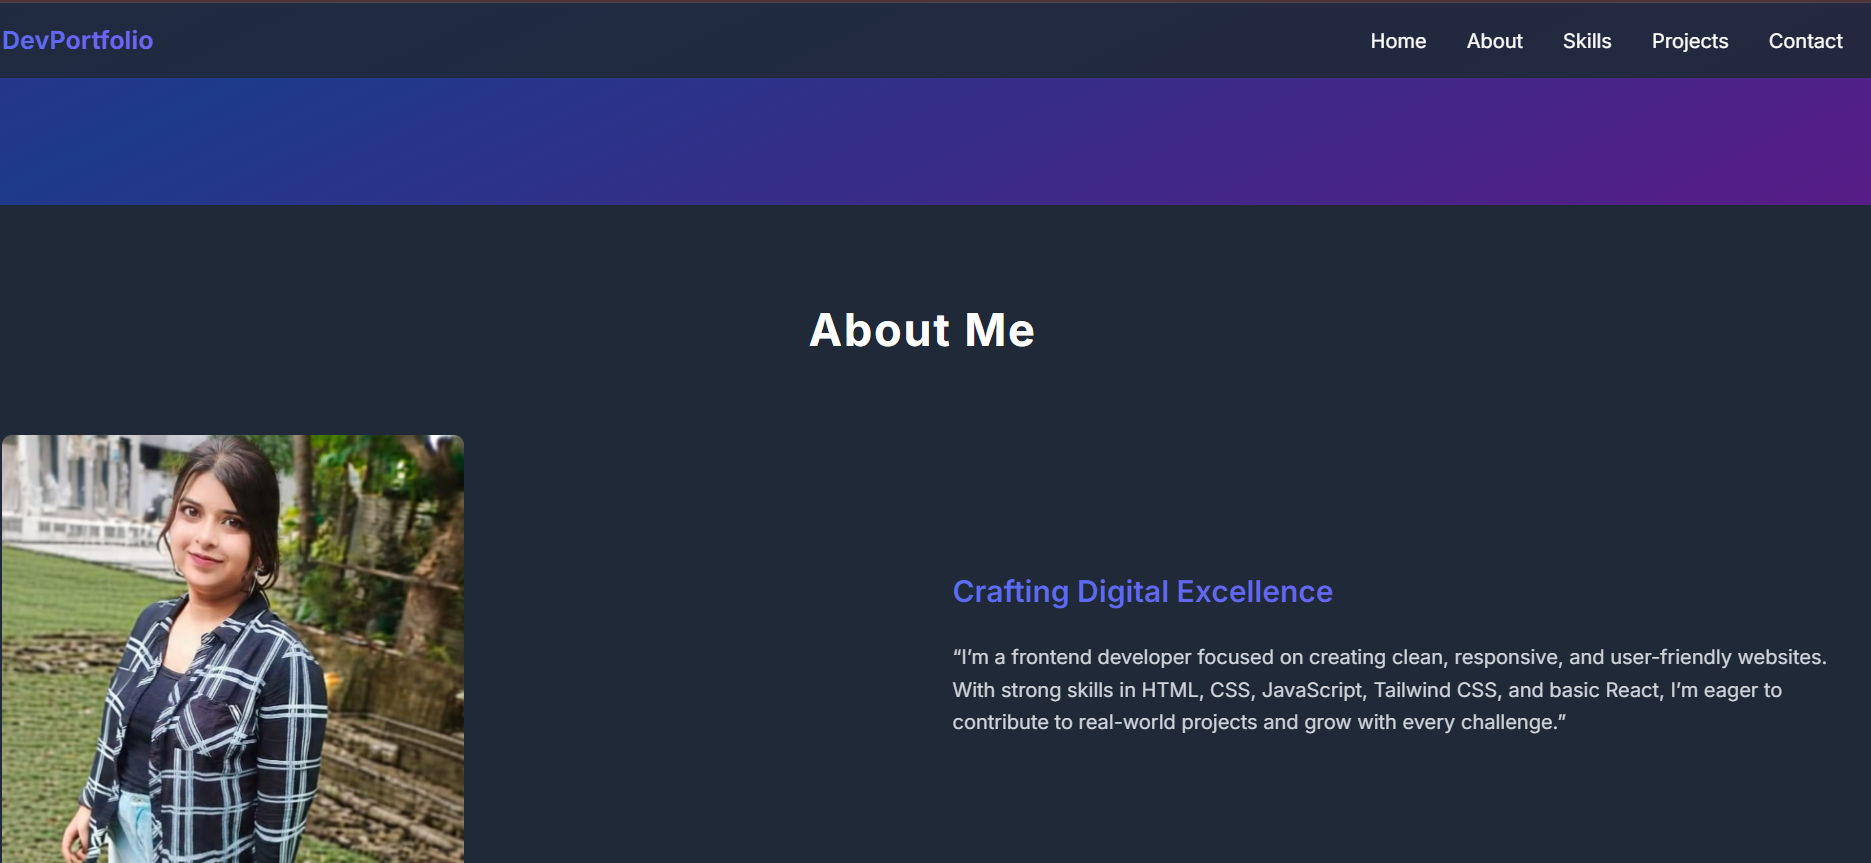 DevPortfolio
Home About Skills Projects Contact
About Me
Crafting Digital Excellence
“I’m a frontend developer focused on creating clean, responsive, and user-friendly websites.
With strong skills in HTML, CSS, JavaScript, Tailwind CSS, and basic React, I’m eager to
contribute to real-world projects and grow with every challenge.”